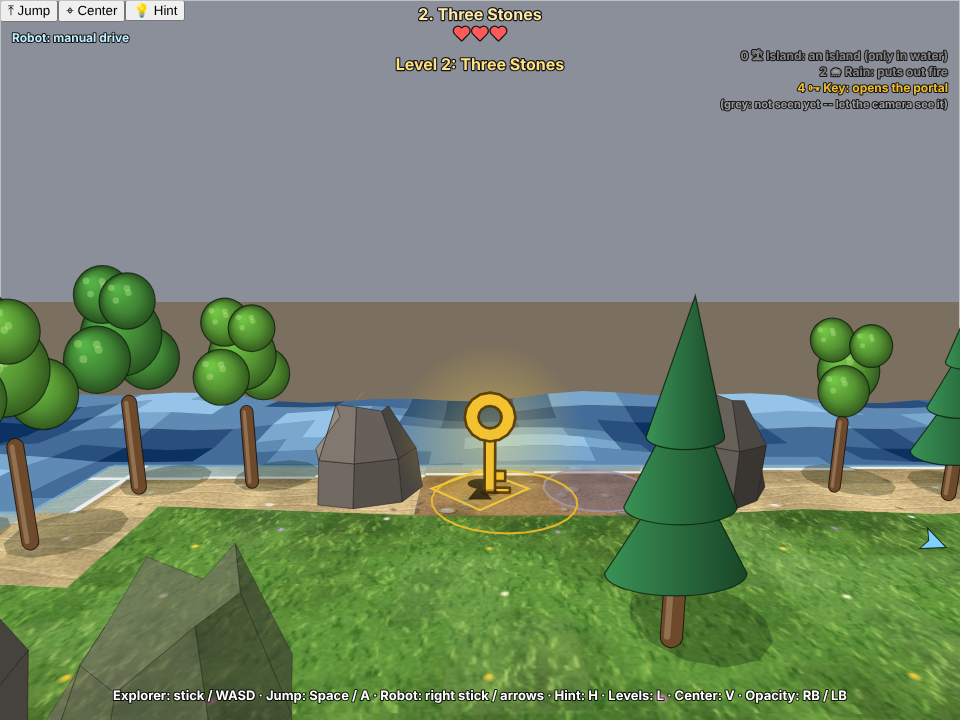 ⤒ Jump
⌖ Center
💡 Hint
2. Three Stones
Robot: manual drive
Level 2: Three Stones
0 🏝 Island: an island (only in water)
2 🌧 Rain: puts out fire
4 🗝 Key: opens the portal
(grey: not seen yet -- let the camera see it)
Explorer: stick / WASD · Jump: Space / A · Robot: right stick / arrows · Hint: H · Levels: L · Center: V · Opacity: RB / LB